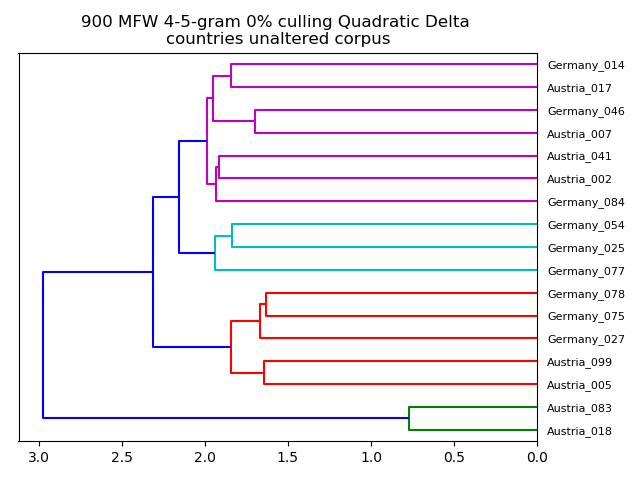 900 MFW 4-5-gram 0% culling Quadratic Delta
countries unaltered corpus
Germany_014
Austria_017
Germany_046
Austria_007
Austria_041
Austria_002
Germany_084
Germany_054
Germany_025
Germany_077
Germany_078
Germany_075
Germany_027
Austria_099
Austria_005
Austria_083
Austria_018
3.0 2.5 2.0 1.5 1.0 0.5 0.0